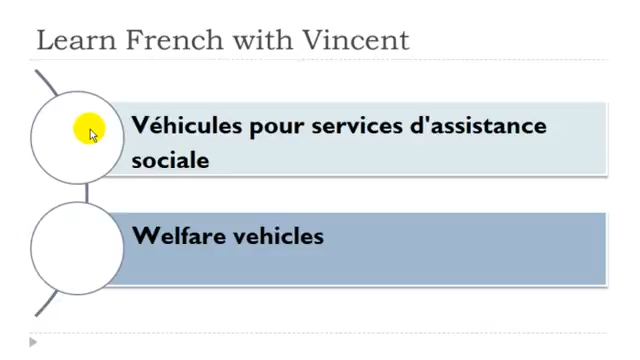 Learn French with Vincent
Véhicules pour services d'assistance
sociale
Welfare vehicles